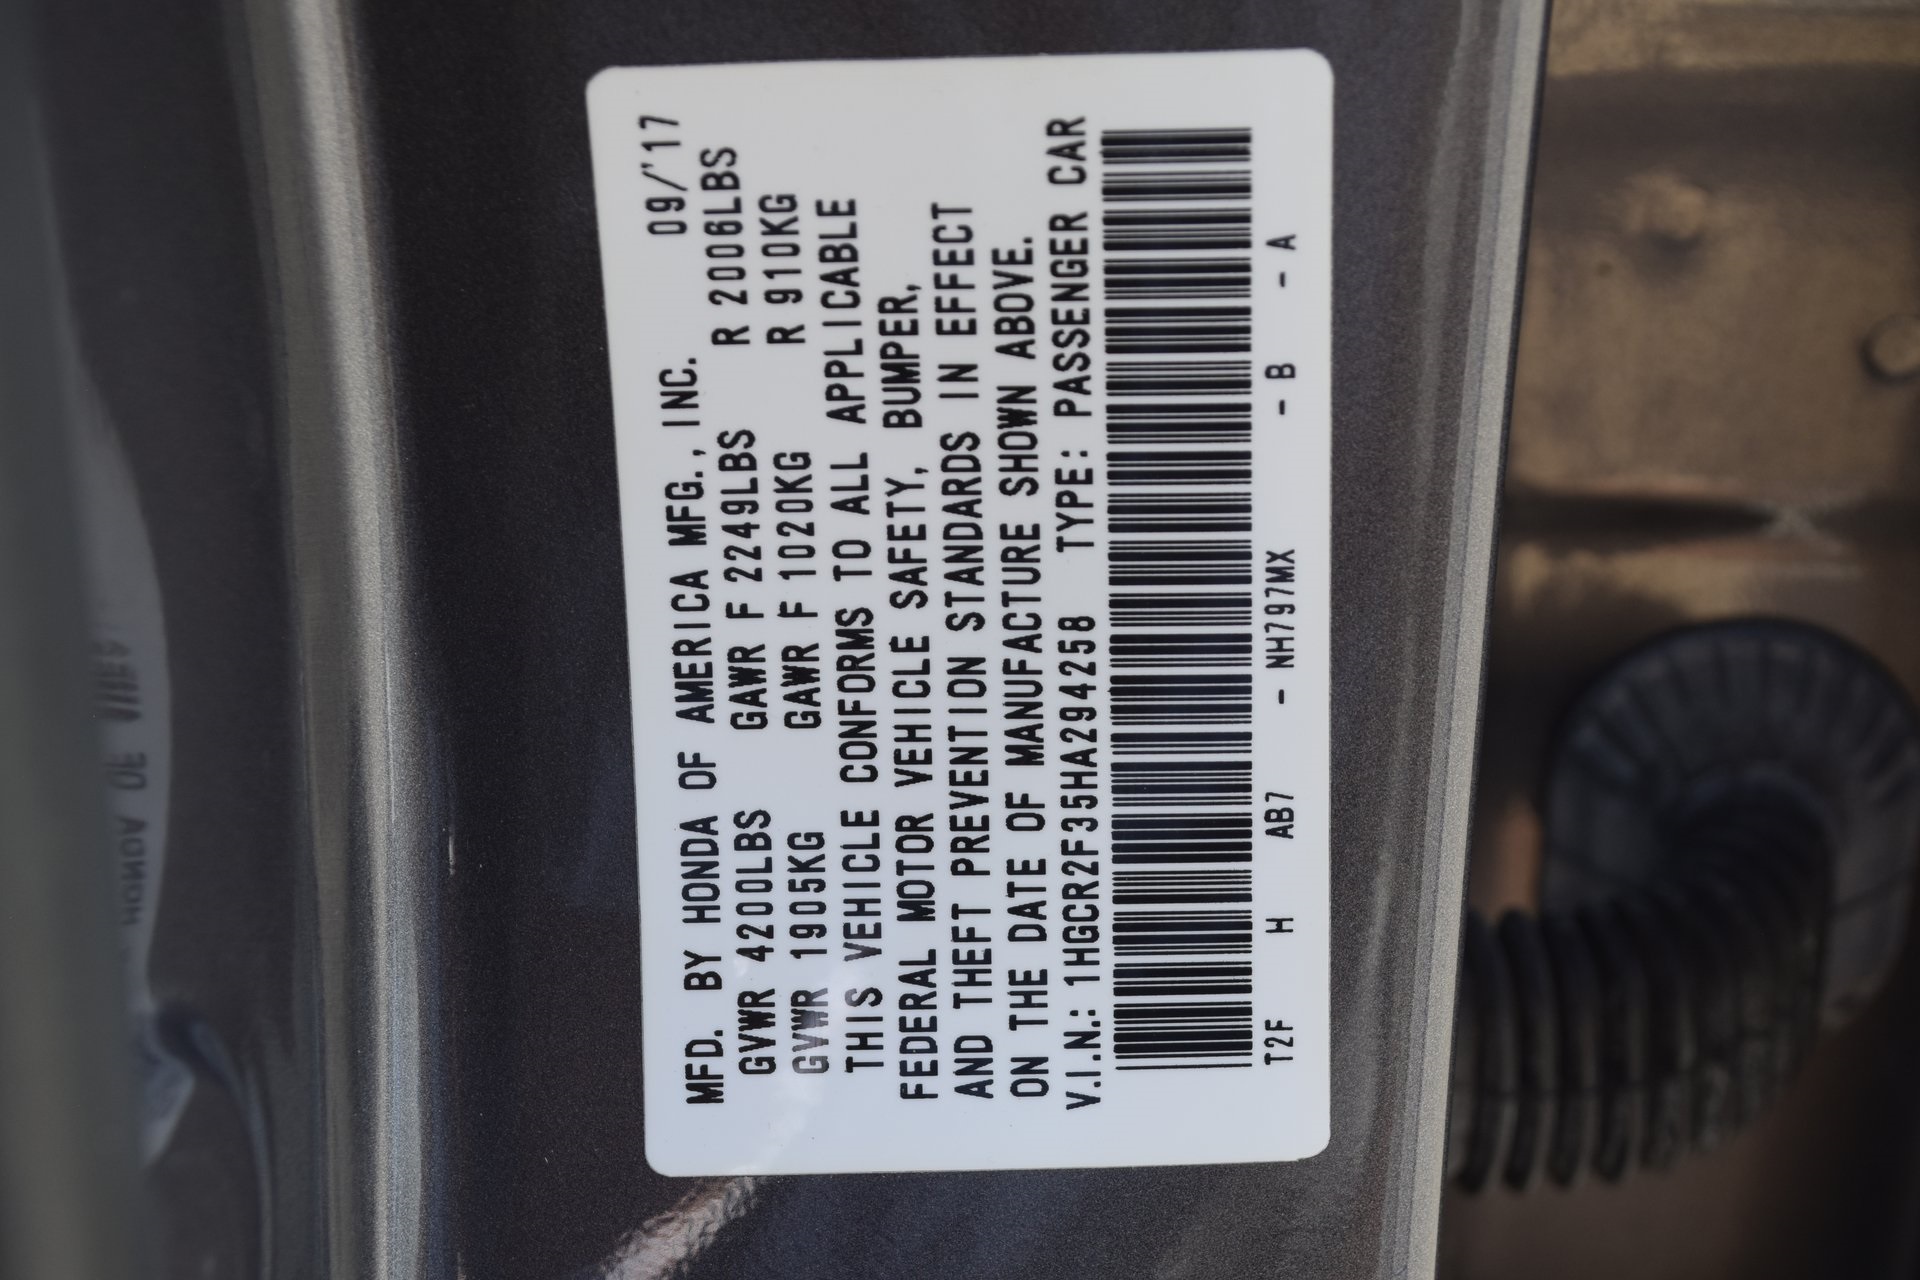 MFD. BY HONDA OF AMERICA MFG., INC. 09/'17
GVWR 4200LBS GAWR F 2249LBS R 2006LBS
GVWR 1905KG GAWR F 1020KG R 910KG
THIS VEHICLE CONFORMS TO ALL APPLICABLE
FEDERAL MOTOR VEHICLE SAFETY, BUMPER,
AND THEFT PREVENTION STANDARDS IN EFFECT
ON THE DATE OF MANUFACTURE SHOWN ABOVE.
V.I.N.: 1HGCR2F35HA294258 TYPE: PASSENGER CAR
T2F H AB7 - NH797MX - B - A